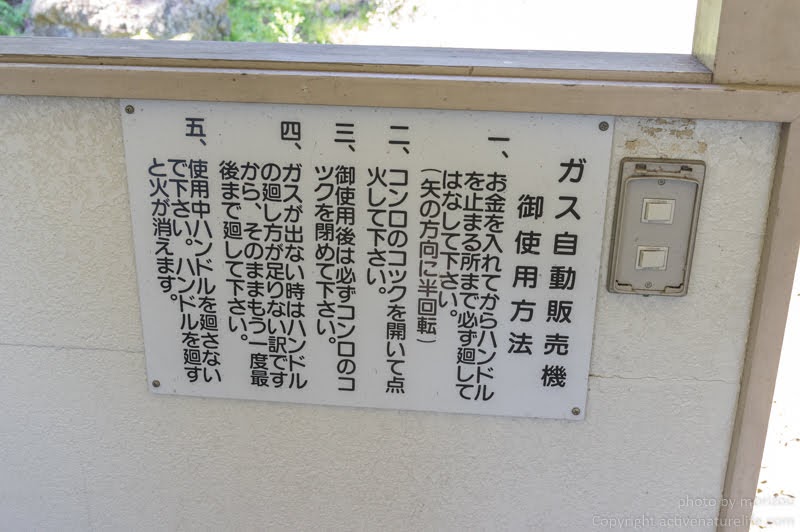 ガス自動販売機
御使用方法
一、お金を入れてからハンドル
を止まる所まで必ず廻して
はなして下さい。
(矢の方向に半回転)
二、コンロのコックを開いて点
火して下さい。
三、御使用後は必ずコンロのコ
ックを閉めて下さい。
四、ガスが出ない時はハンドル
の廻し方が足りない訳です
から、そのままもう一度最
後まで廻して下さい。
五、使用中ハンドルを廻さない
で下さい。ハンドルを廻す
と火が消えます。
photo by
Copyright activenaturelife.com